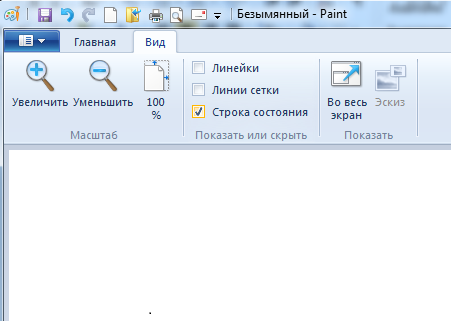 Безымянный - Paint
Главная Вид
Увеличить Уменьшить 100 %
Масштаб
Линейки
Линии сетки
Строка состояния
Показать или скрыть
Во весь экран Эскиз
Показать